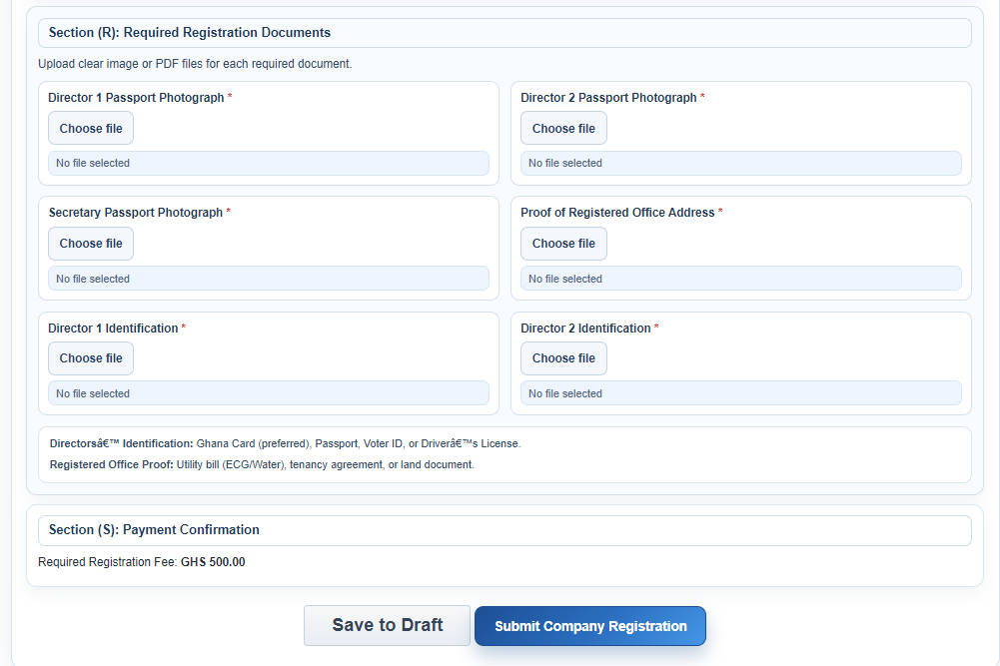 Section (R): Required Registration Documents
Upload clear image or PDF files for each required document.
Director 1 Passport Photograph *
Choose file
No file selected
Director 2 Passport Photograph *
Choose file
No file selected
Secretary Passport Photograph *
Choose file
No file selected
Proof of Registered Office Address *
Choose file
No file selected
Director 1 Identification *
Choose file
No file selected
Director 2 Identification *
Choose file
No file selected
Directorsâ€™ Identification: Ghana Card (preferred), Passport, Voter ID, or Driverâ€™s License.
Registered Office Proof: Utility bill (ECG/Water), tenancy agreement, or land document.
Section (S): Payment Confirmation
Required Registration Fee: GHS 500.00
Save to Draft
Submit Company Registration